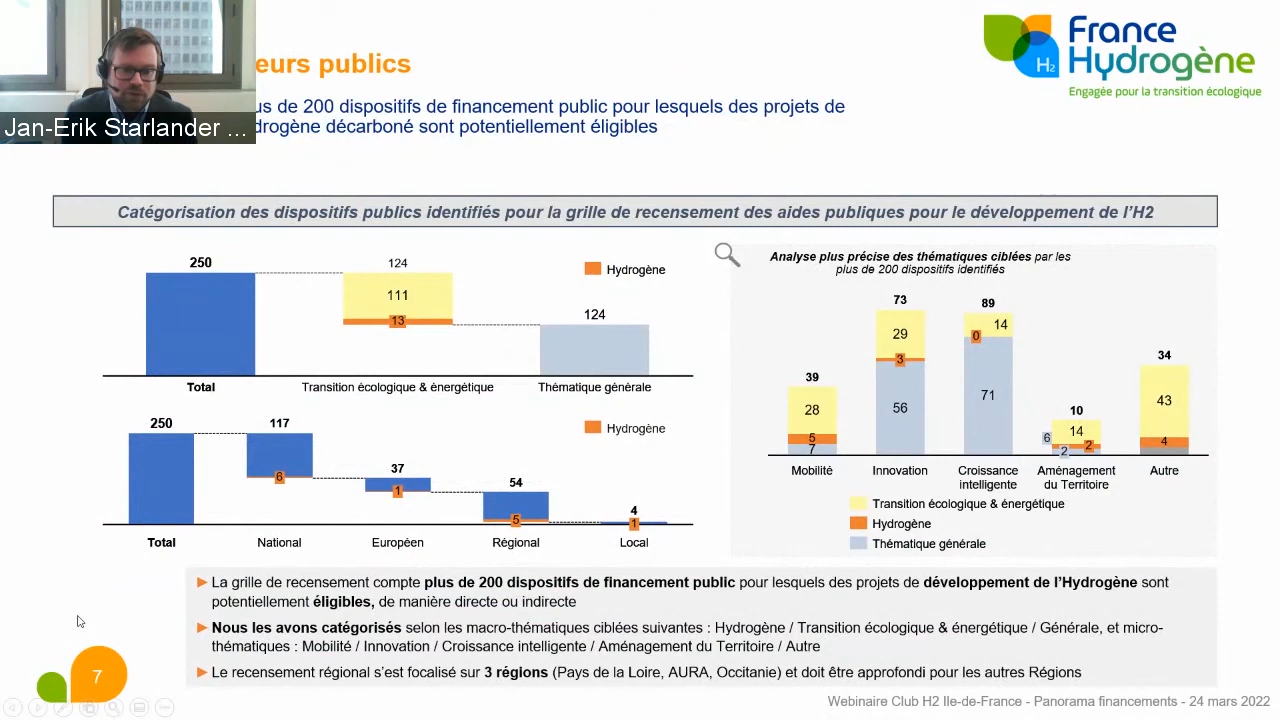 France
Hydrogène
H2
Engagée pour la transition écologique
eurs publics
us de 200 dispositifs de financement public pour lesquels des projets de
drogène décarboné sont potentiellement éligibles
Jan-Erik Starlander ...
Catégorisation des dispositifs publics identifiés pour la grille de recensement des aides publiques pour le développement de l'H2
250
124
111
13
124
Hydrogène
Total
Transition écologique & énergétique
Thématique générale
250
117
6
37
1
54
5
4
1
Hydrogène
Total
National
Européen
Régional
Local
Analyse plus précise des thématiques ciblées par les
plus de 200 dispositifs identifiés
39
28
5
7
73
29
3
56
89
14
0
71
10
14
6
2
2
34
43
4
Mobilité
Innovation
Croissance
intelligente
Aménagement
du Territoire
Autre
Transition écologique & énergétique
Hydrogène
Thématique générale
La grille de recensement compte plus de 200 dispositifs de financement public pour lesquels des projets de développement de l'Hydrogène sont
potentiellement éligibles, de manière directe ou indirecte
Nous les avons catégorisés selon les macro-thématiques ciblées suivantes : Hydrogène / Transition écologique & énergétique / Générale, et micro-
thématiques : Mobilité / Innovation / Croissance intelligente / Aménagement du Territoire / Autre
Le recensement régional s'est focalisé sur 3 régions (Pays de la Loire, AURA, Occitanie) et doit être approfondi pour les autres Régions
7
Webinaire Club H2 Ile-de-France - Panorama financements - 24 mars 2022